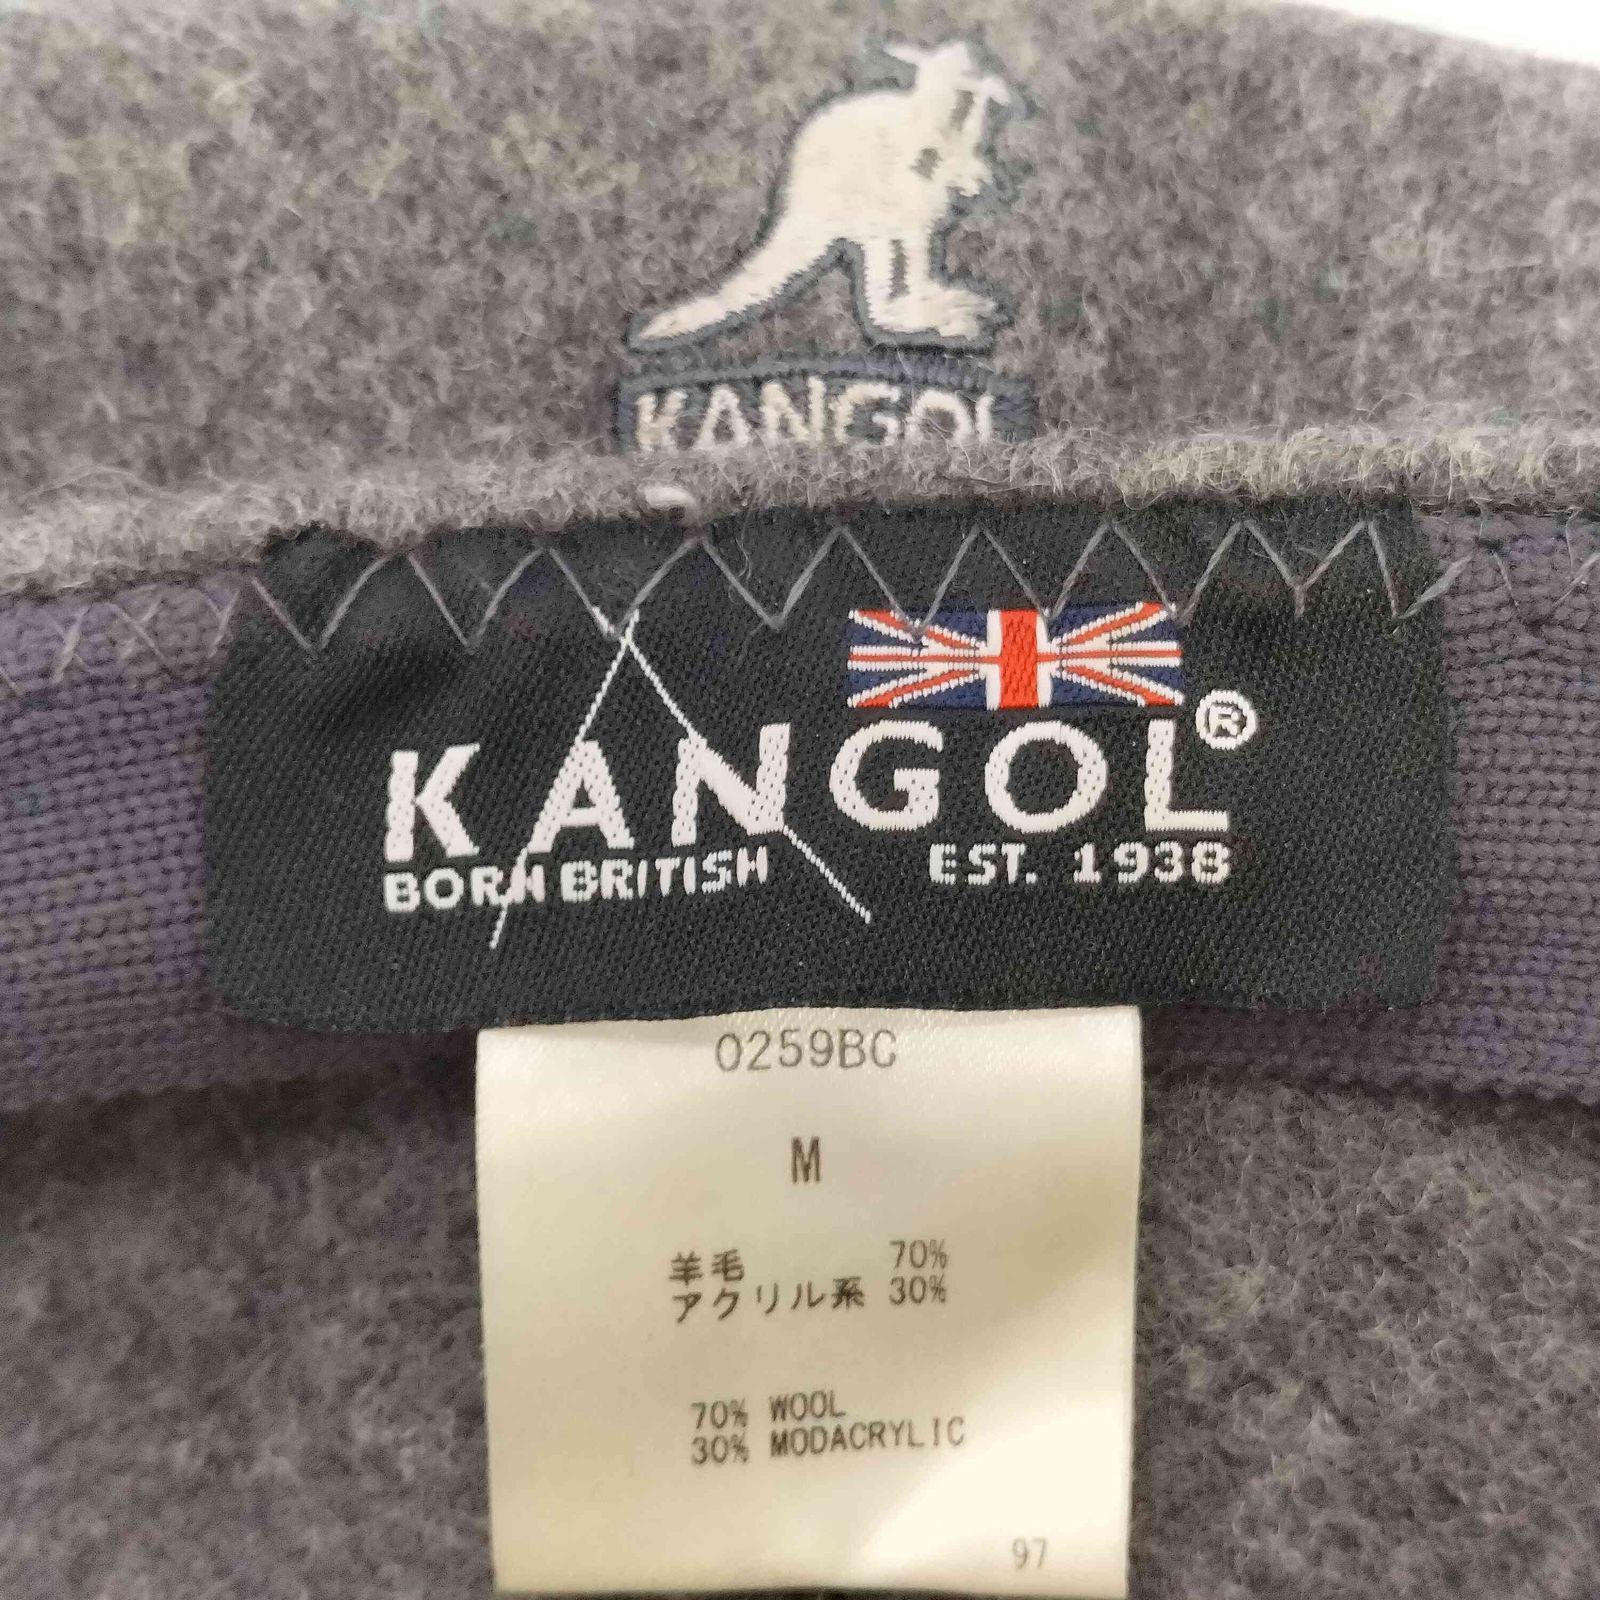 KANGOL
KANGOL®
BORN BRITISH EST. 1938
0259BC
M
羊毛 70%
アクリル系 30%
70% WOOL
30% MODACRYLIC
97